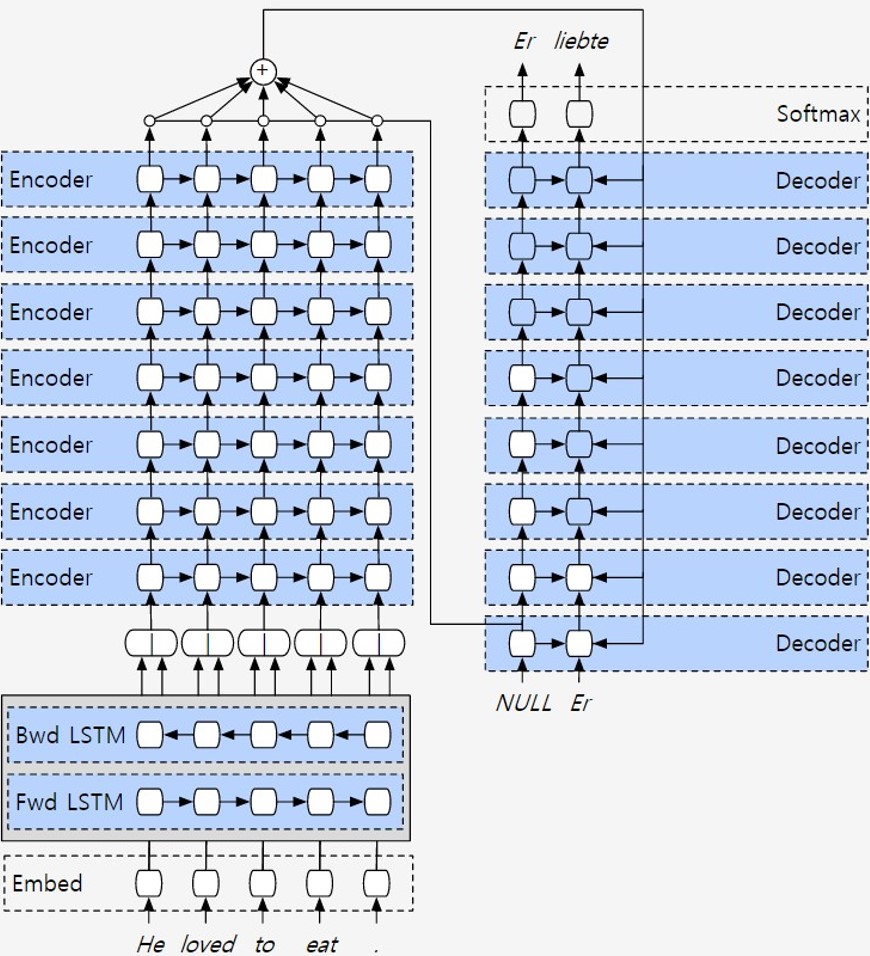 Er liebte
Softmax
Encoder
Encoder
Encoder
Encoder
Encoder
Encoder
Encoder
Decoder
Decoder
Decoder
Decoder
Decoder
Decoder
Decoder
Decoder
NULL Er
+
Bwd LSTM
Fwd LSTM
Embed
He loved to eat .